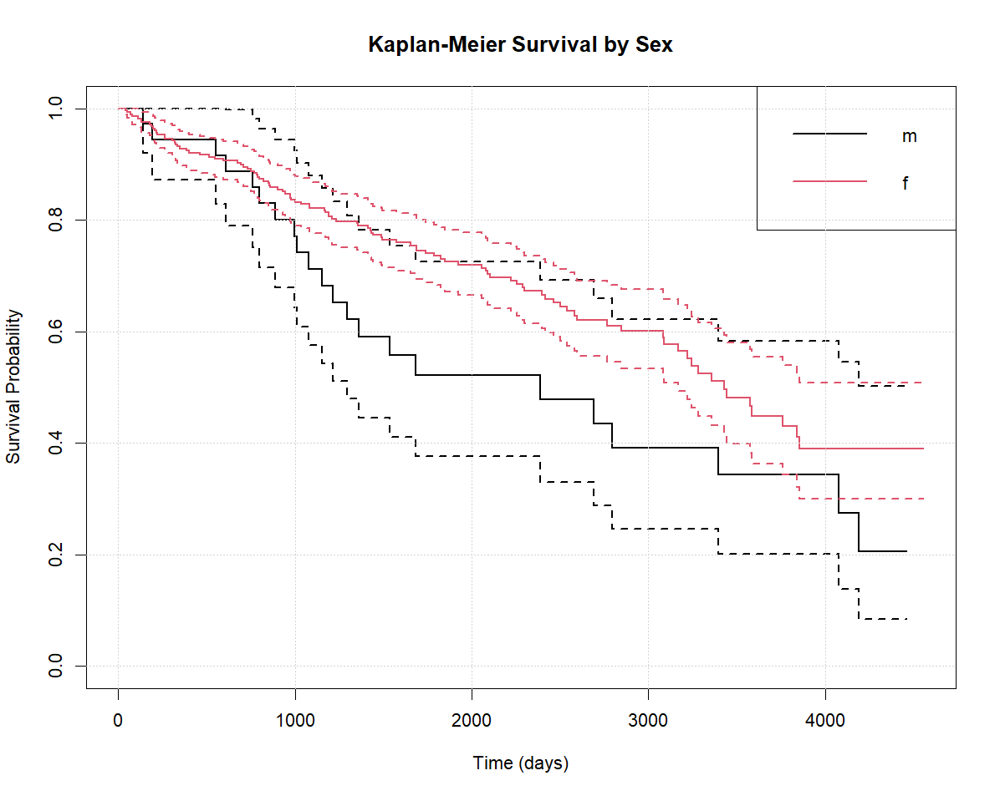 Kaplan-Meier Survival by Sex
m
f
Survival Probability
1.0
0.8
0.6
0.4
0.2
0.0
0 1000 2000 3000 4000
Time (days)